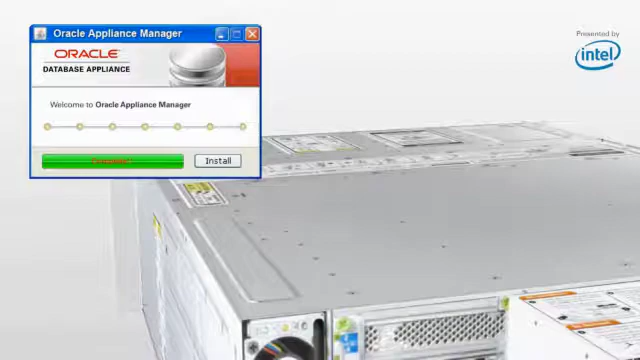 Oracle Appliance Manager
ORACLE
DATABASE APPLIANCE
Welcome to Oracle Appliance Manager
Install
Presented by
intel